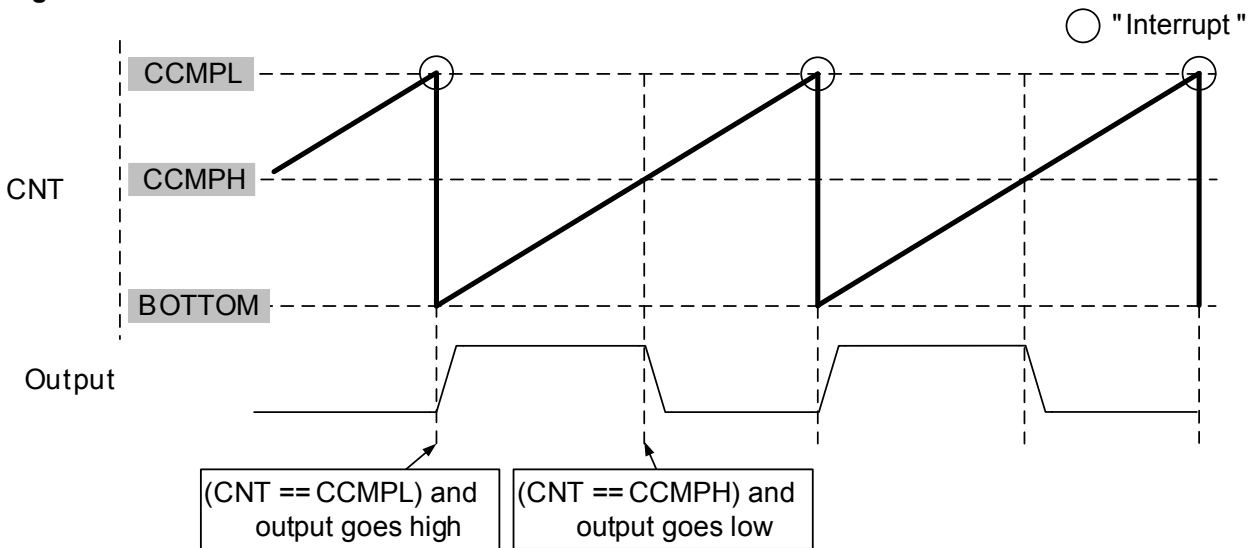 "Interrupt"
CCMPL
CNT
CCMPH
BOTTOM
Output
(CNT == CCMPL) and
output goes high
(CNT == CCMPH) and
output goes low